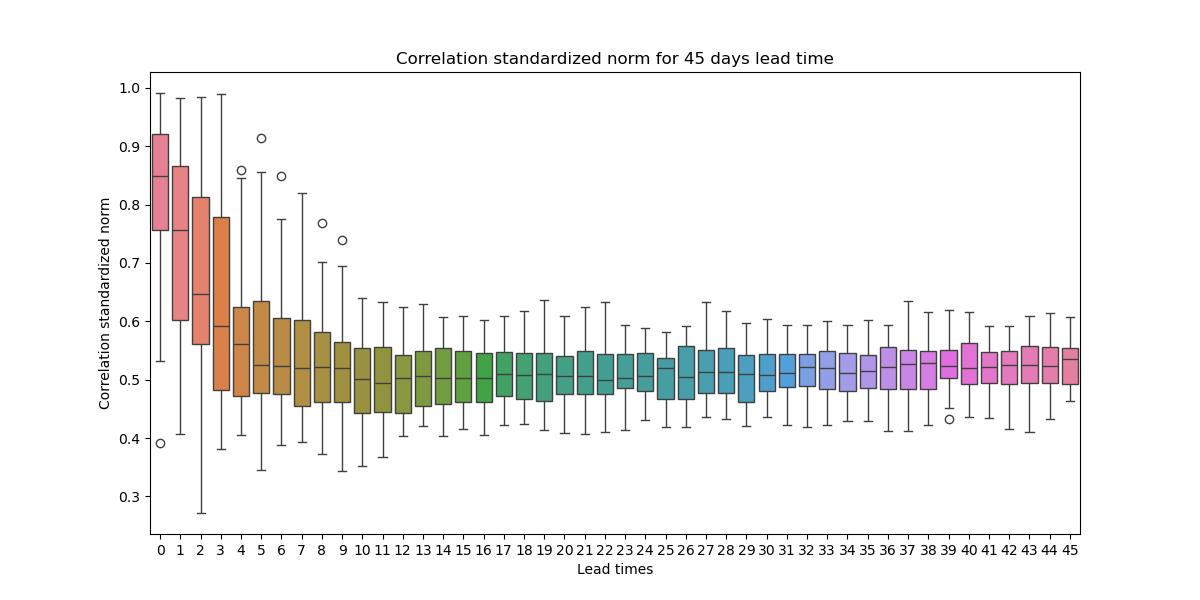 Correlation standardized norm for 45 days lead time
Correlation standardized norm
1.0
0.9
0.8
0.7
0.6
0.5
0.4
0.3
0 1 2 3 4 5 6 7 8 9 10 11 12 13 14 15 16 17 18 19 20 21 22 23 24 25 26 27 28 29 30 31 32 33 34 35 36 37 38 39 40 41 42 43 44 45
Lead times